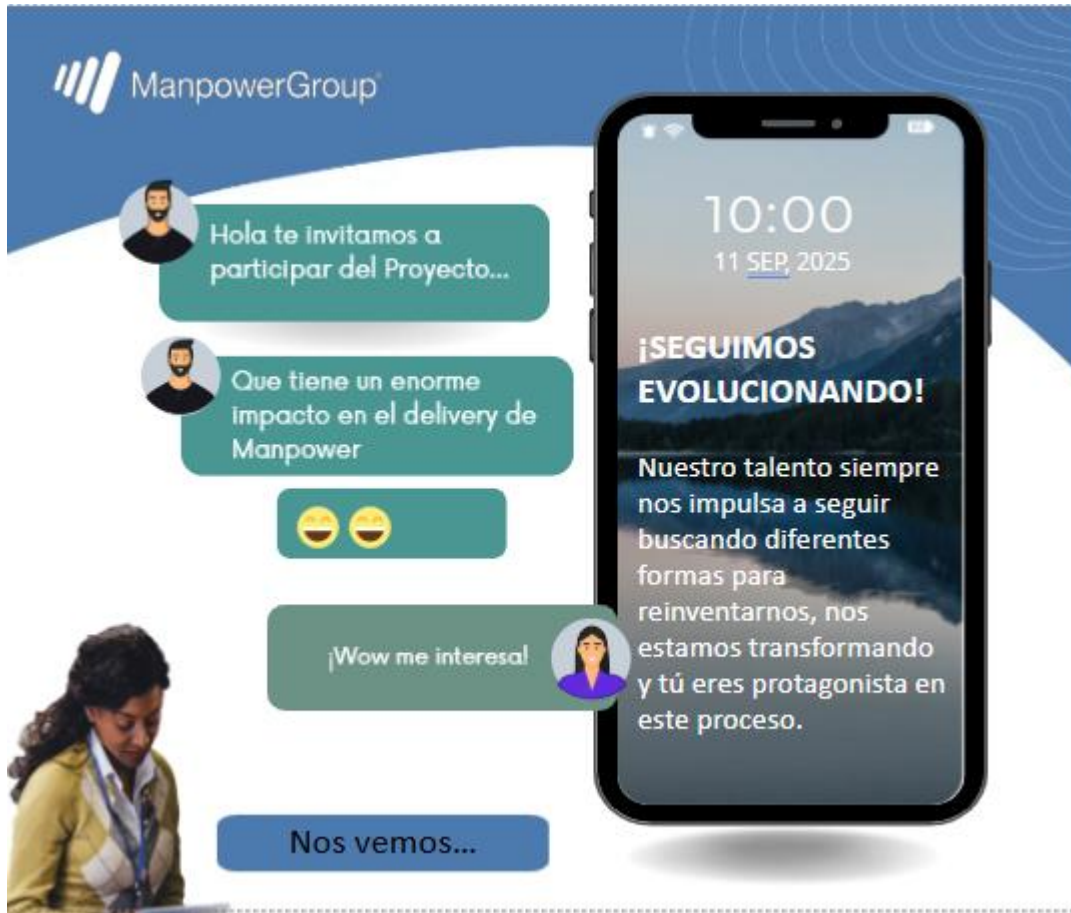 ManpowerGroup
Hola te invitamos a
participar del Proyecto...
Que tiene un enorme
impacto en el delivery de
Manpower
¡Wow me interesa!
Nos vemos...
10:00
11 SEP, 2025
¡SEGUIMOS
EVOLUCIONANDO!
Nuestro talento siempre
nos impulsa a seguir
buscando diferentes
formas para
reinventarnos, nos
estamos transformando
y tú eres protagonista en
este proceso.